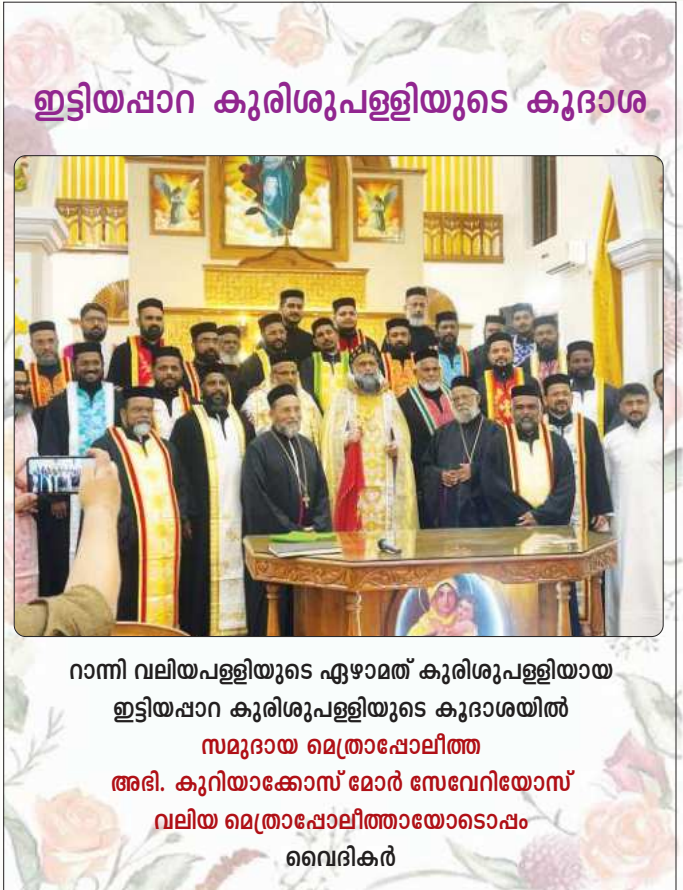 ഇട്ടിയപ്പാറ കുരിശുപള്ളിയുടെ കൂദാശ
റാന്നി വലിയപള്ളിയുടെ ഏഴാമത് കുരിശുപള്ളിയായ
ഇട്ടിയപ്പാറ കുരിശുപള്ളിയുടെ കൂദാശയിൽ
സമുദായ മെത്രാപ്പോലീത്ത
അഭി. കുറിയാക്കോസ് മോർ സേവേറിയോസ്
വലിയ മെത്രാപ്പോലീത്തായോടൊപ്പം
വൈദികർ